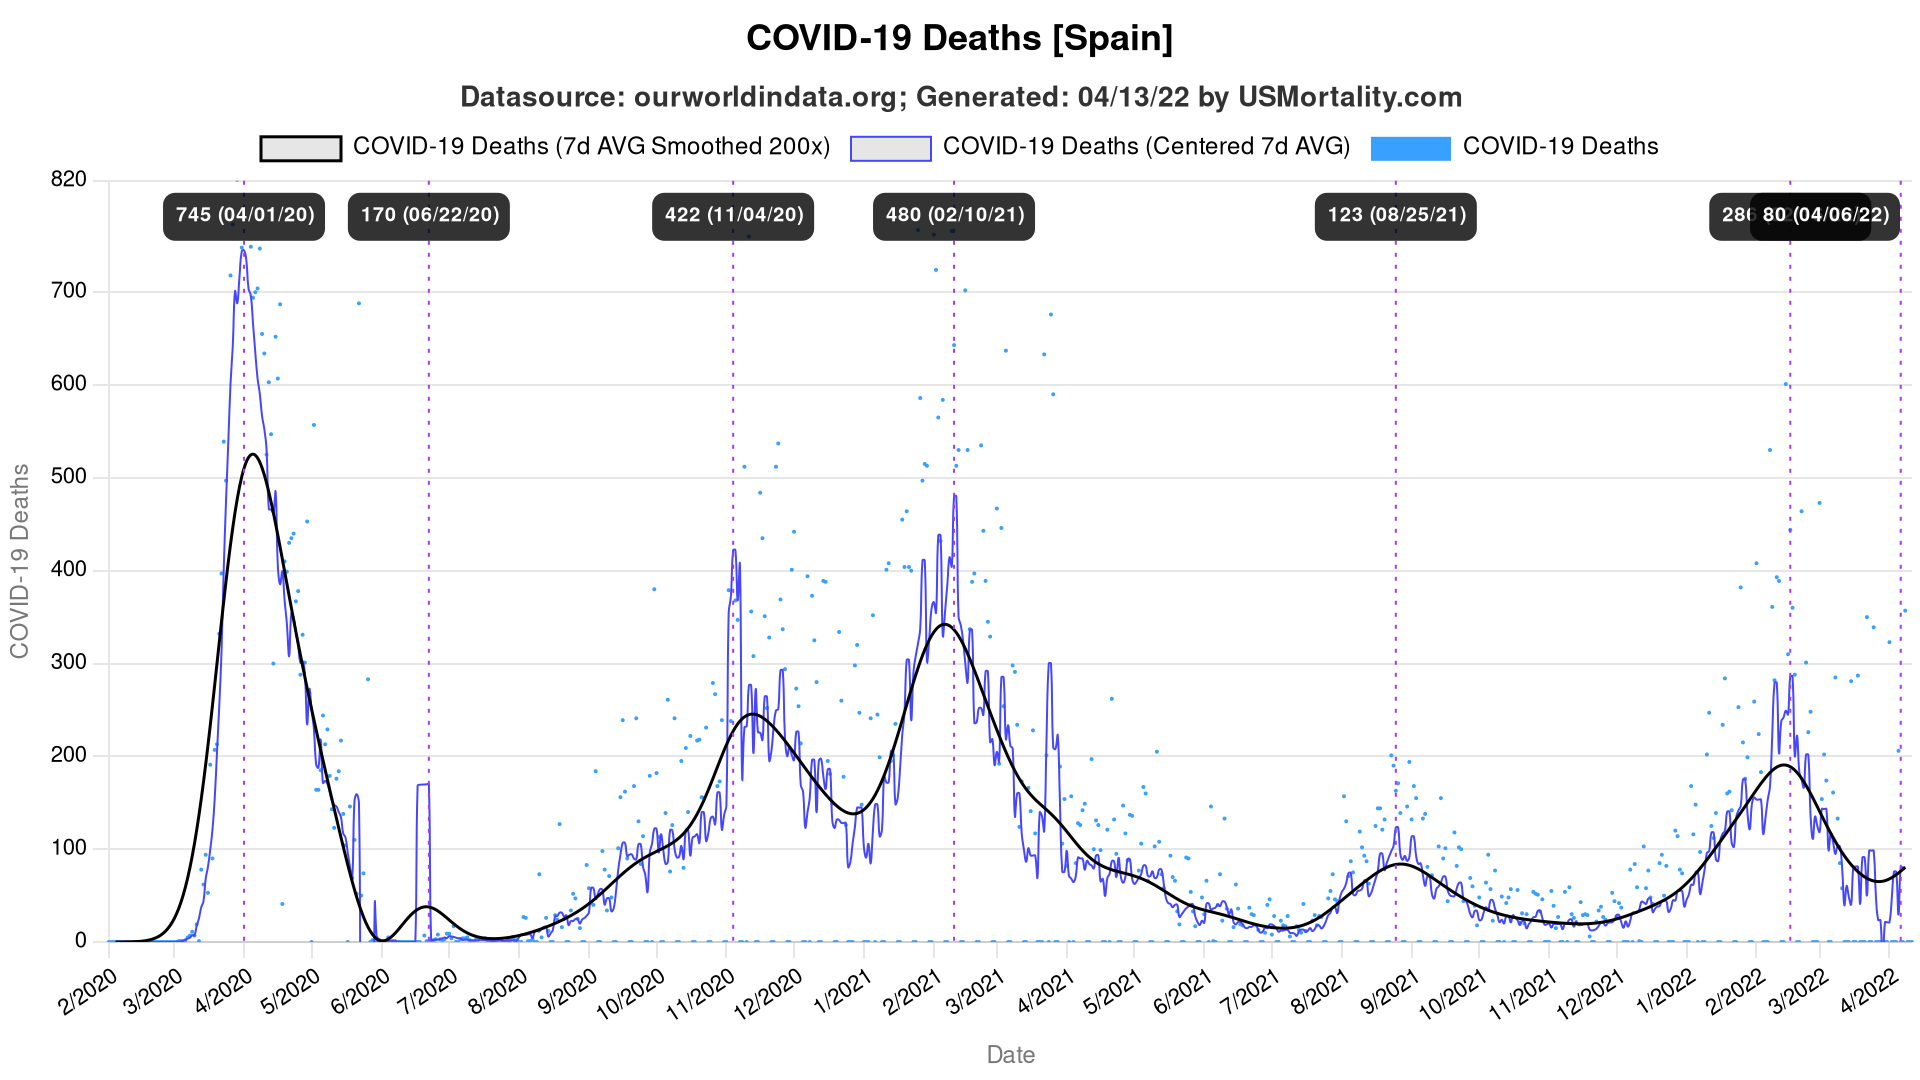 COVID-19 Deaths [Spain]
Datasource: ourworldindata.org; Generated: 04/13/22 by USMortality.com
COVID-19 Deaths (7d AVG Smoothed 200x) COVID-19 Deaths (Centered 7d AVG) COVID-19 Deaths
820
745 (04/01/20) 170 (06/22/20) 422 (11/04/20) 480 (02/10/21) 123 (08/25/21) 286 80 (04/06/22)
700
600
500
400
300
200
100
0
COVID-19 Deaths
2/2020 3/2020 4/2020 5/2020 6/2020 7/2020 8/2020 9/2020 10/2020 11/2020 12/2020 1/2021 2/2021 3/2021 4/2021 5/2021 6/2021 7/2021 8/2021 9/2021 10/2021 11/2021 12/2021 1/2022 2/2022 3/2022 4/2022
Date